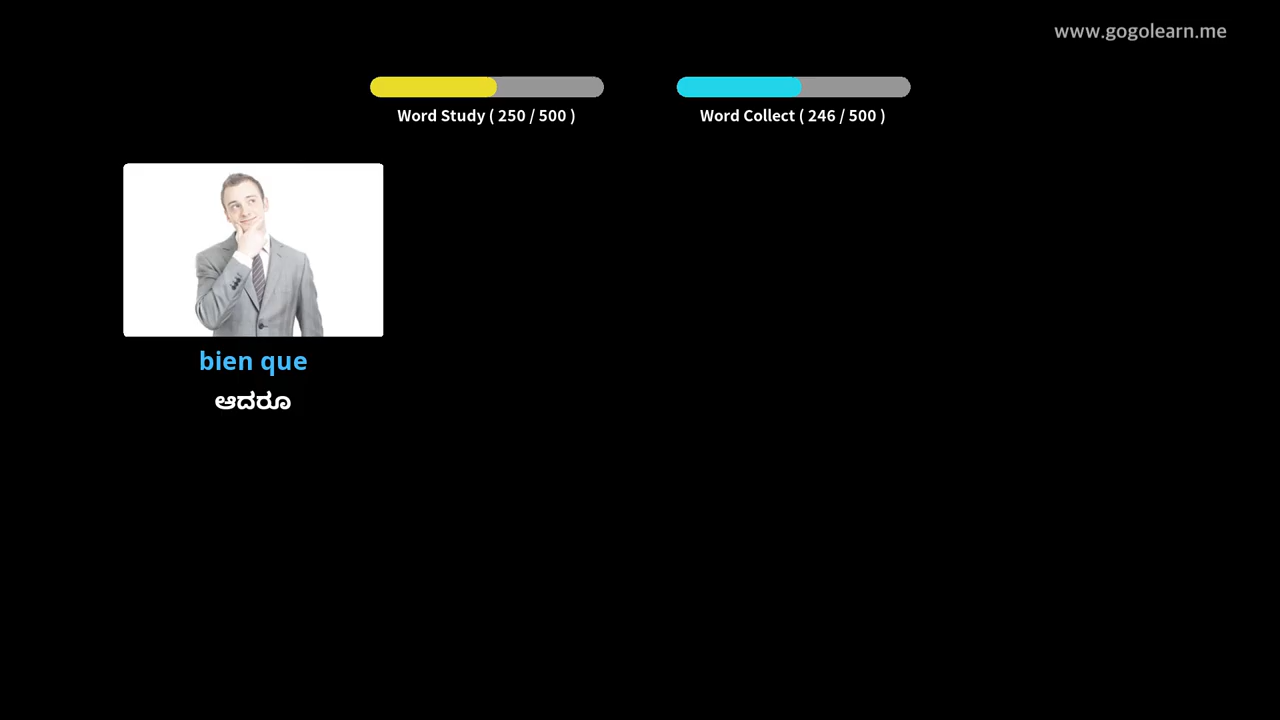 www.gogolearn.me
Word Study ( 250 / 500 )
Word Collect ( 246 / 500 )
bien que
ಆದರೂ